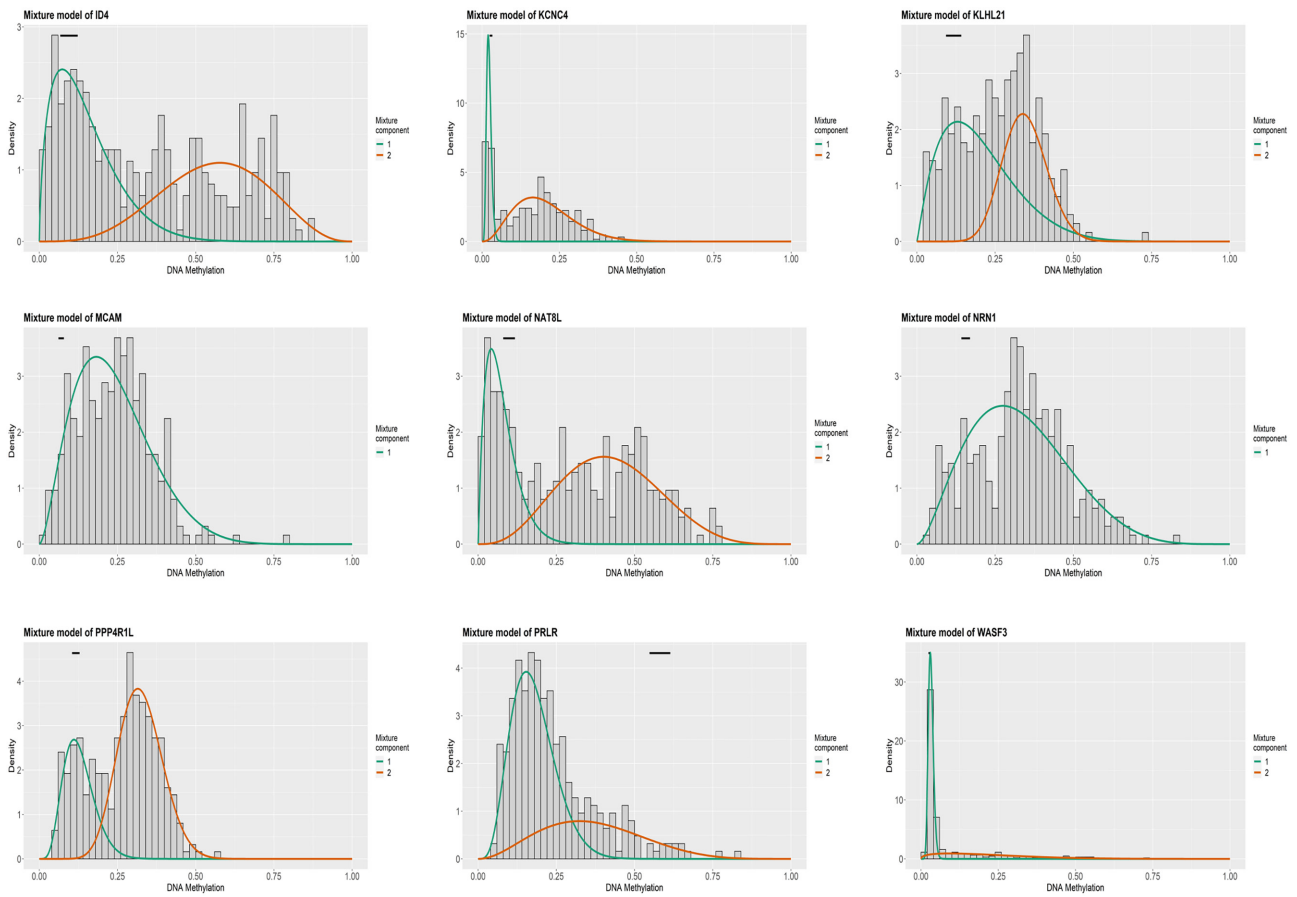 Mixture model of ID4
3
2
1
0
Density
0.00 0.25 0.50 0.75 1.00
DNA Methylation
Mixture
component
1
2
Mixture model of KCNC4
15
10
5
0
Density
0.00 0.25 0.50 0.75 1.00
DNA Methylation
Mixture
component
1
2
Mixture model of KLHL21
3
2
1
0
Density
0.00 0.25 0.50 0.75 1.00
DNA Methylation
Mixture
component
1
2
Mixture model of MCAM
3
2
1
0
Density
0.00 0.25 0.50 0.75 1.00
DNA Methylation
Mixture
component
1
Mixture model of NAT8L
3
2
1
0
Density
0.00 0.25 0.50 0.75 1.00
DNA Methylation
Mixture
component
1
2
Mixture model of NRN1
3
2
1
0
Density
0.00 0.25 0.50 0.75 1.00
DNA Methylation
Mixture
component
1
Mixture model of PPP4R1L
4
3
2
1
0
Density
0.00 0.25 0.50 0.75 1.00
DNA Methylation
Mixture
component
1
2
Mixture model of PRLR
4
3
2
1
0
Density
0.00 0.25 0.50 0.75 1.00
DNA Methylation
Mixture
component
1
2
Mixture model of WASF3
30
20
10
0
Density
0.00 0.25 0.50 0.75 1.00
DNA Methylation
Mixture
component
1
2